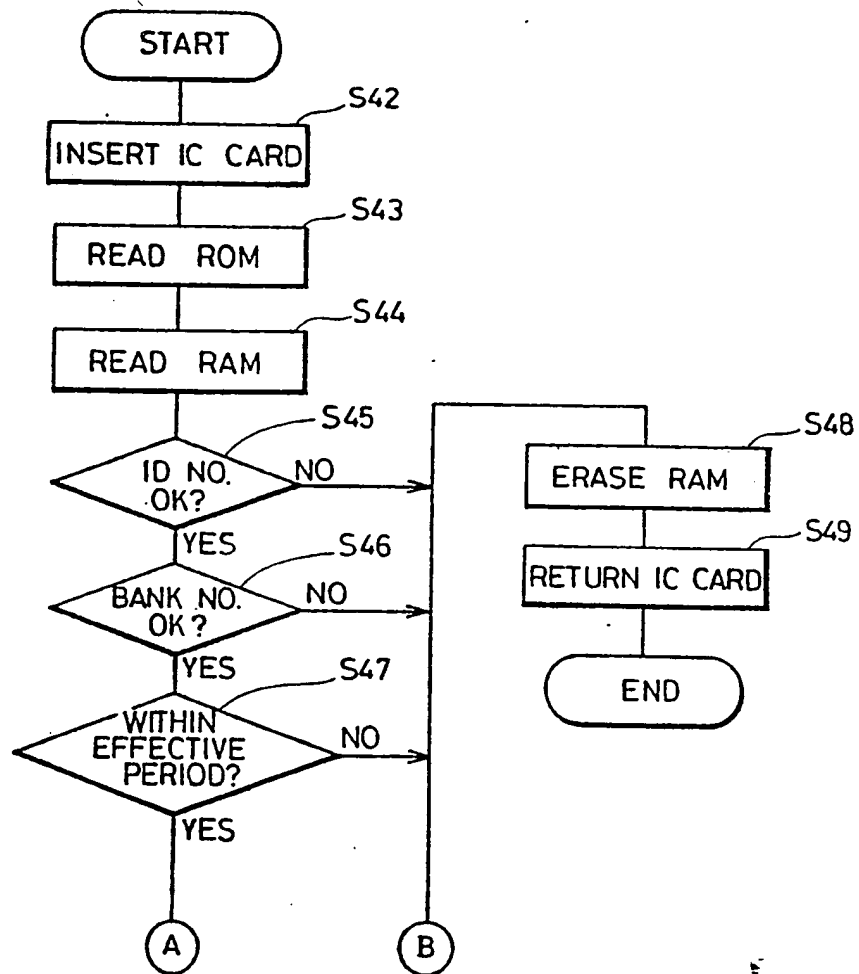 START
S42
INSERT IC CARD
S43
READ ROM
S44
READ RAM
S45
ID NO.
OK?
NO
YES
S46
BANK NO.
OK?
NO
YES
S47
WITHIN
EFFECTIVE
PERIOD?
NO
YES
A
B
S48
ERASE RAM
S49
RETURN IC CARD
END